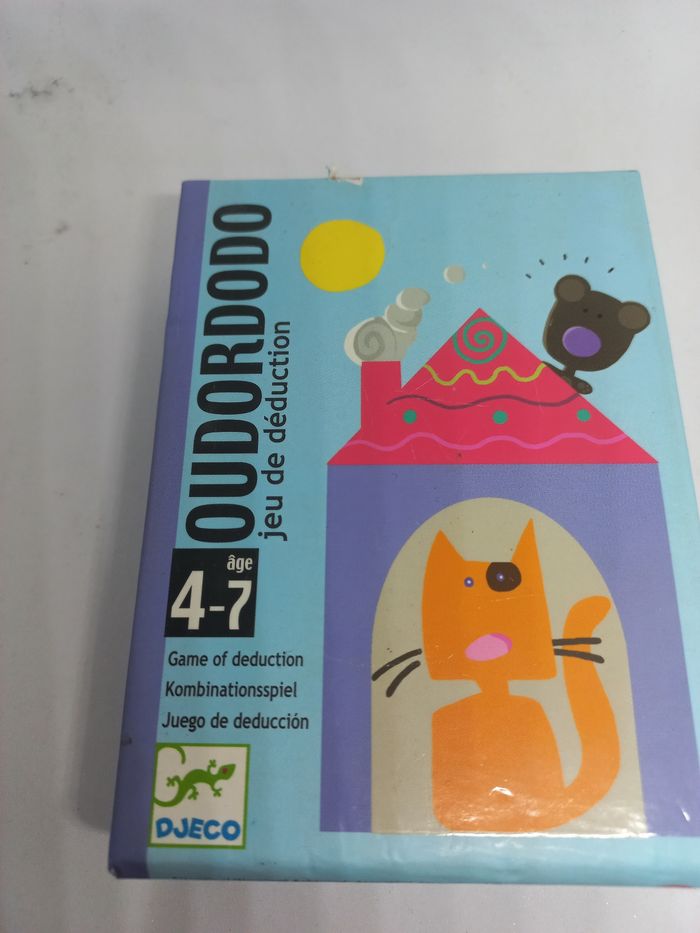 OUDORDODO
jeu de déduction
âge
4-7
Game of deduction
Kombinationsspiel
Juego de deducción
DJECO